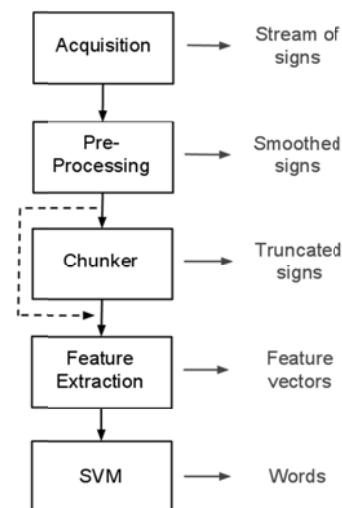 Acquisition
Stream of
signs
Pre-
Processing
Smoothed
signs
Chunker
Truncated
signs
Feature
Extraction
Feature
vectors
SVM
Words